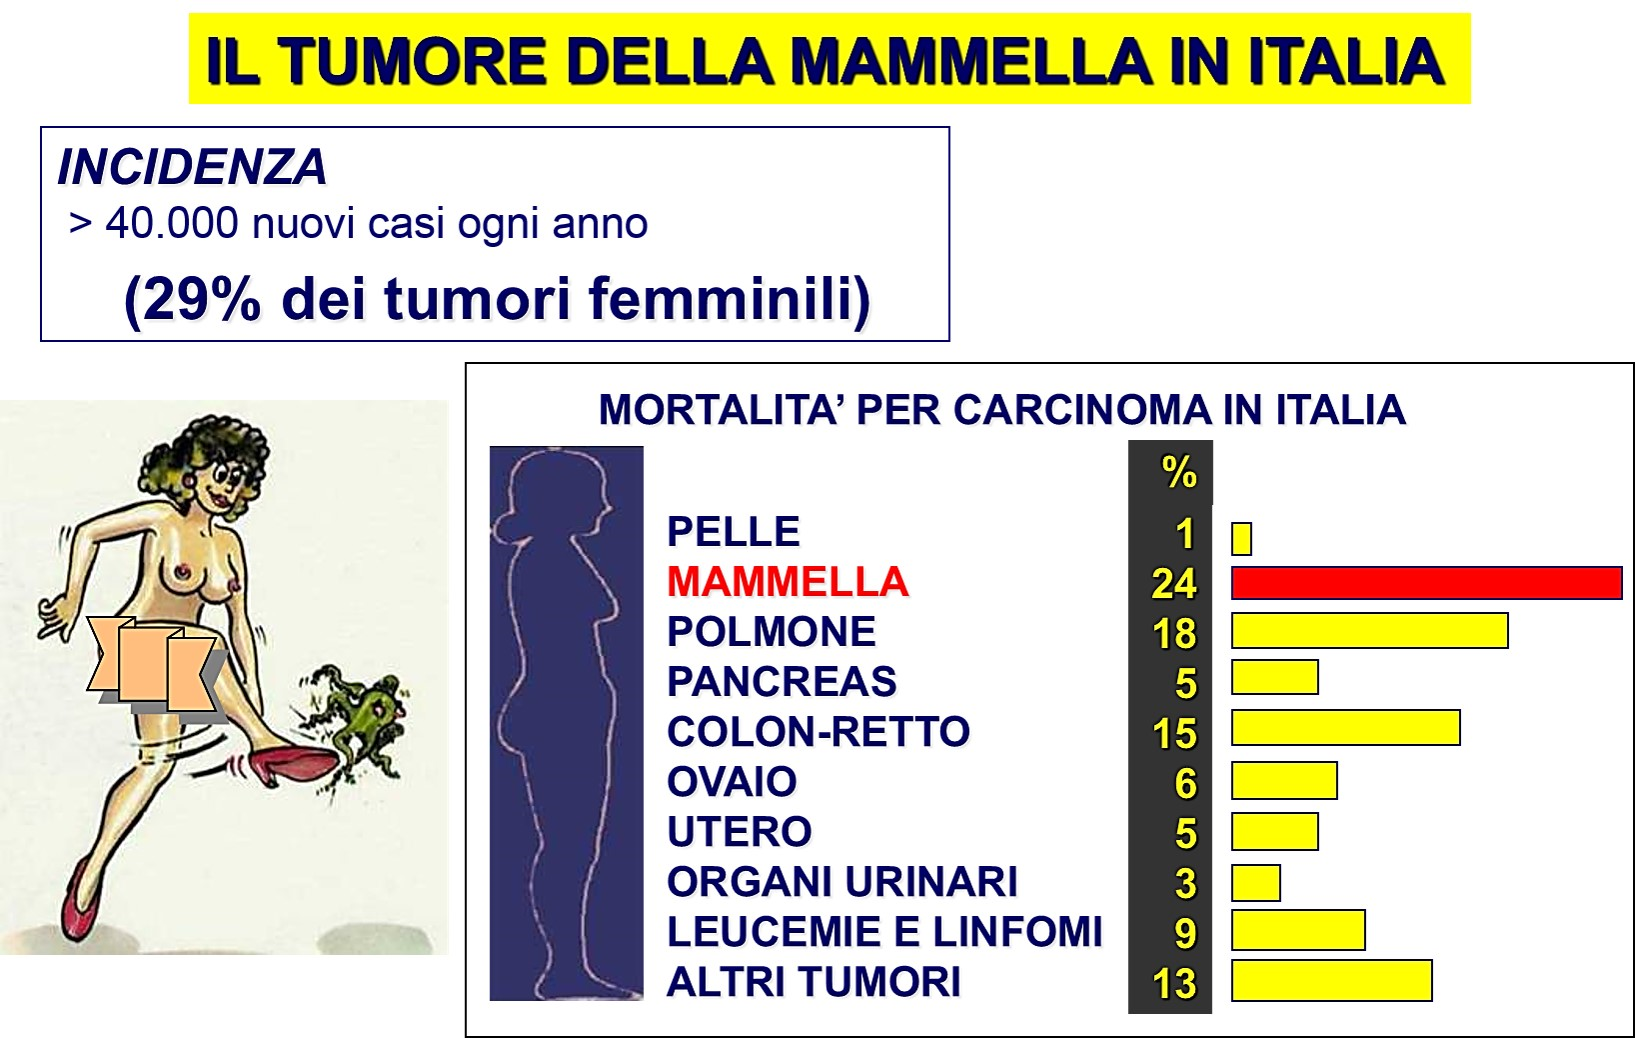 IL TUMORE DELLA MAMMELLA IN ITALIA
INCIDENZA
> 40.000 nuovi casi ogni anno
(29% dei tumori femminili)
MORTALITA’ PER CARCINOMA IN ITALIA
%
PELLE 1
MAMMELLA 24
POLMONE 18
PANCREAS 5
COLON-RETTO 15
OVAIO 6
UTERO 5
ORGANI URINARI 3
LEUCEMIE E LINFOMI 9
ALTRI TUMORI 13